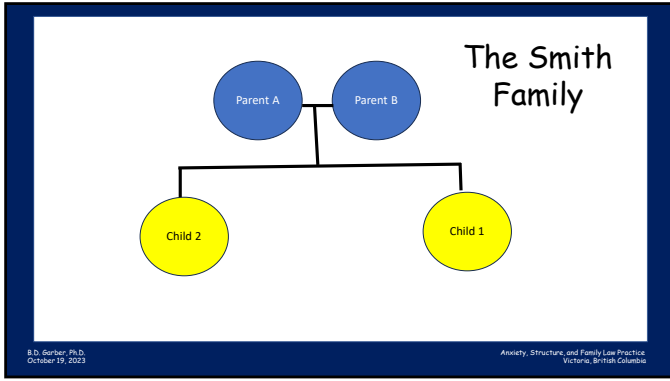 The Smith
Family
Parent A
Parent B
Child 2
Child 1
B.D. Garber, Ph.D.
October 19, 2023
Anxiety, Structure, and Family Law Practice
Victoria, British Columbia